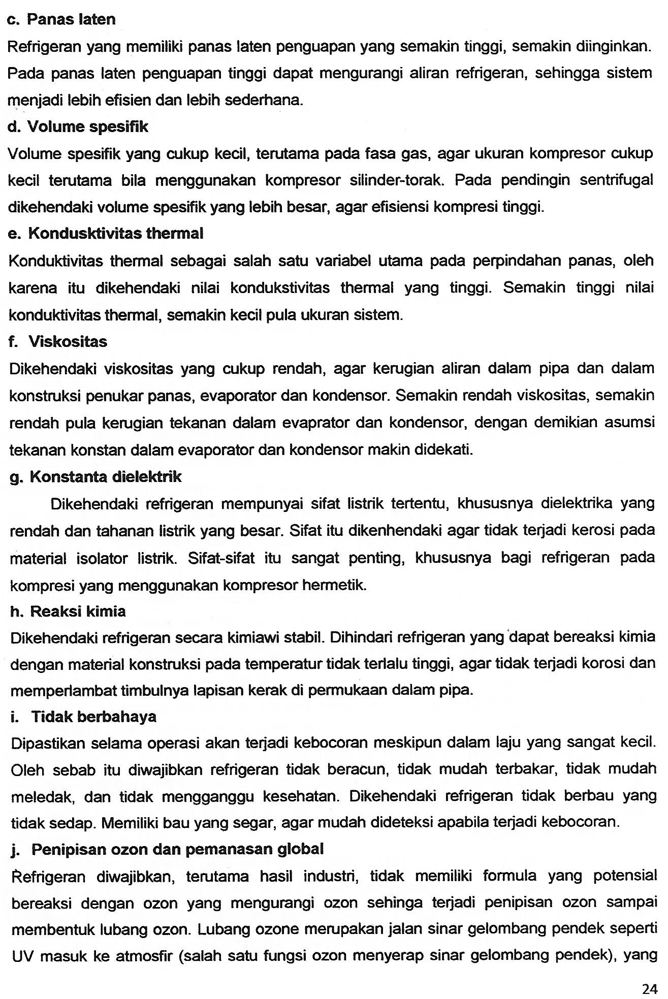 c. Panas laten
Refrigeran yang memiliki panas laten penguapan yang semakin tinggi, semakin diinginkan.
Pada panas laten penguapan tinggi dapat mengurangi aliran refrigeran, sehingga sistem
menjadi lebih efisien dan lebih sederhana.
d. Volume spesifik
Volume spesifik yang cukup kecil, terutama pada fasa gas, agar ukuran kompresor cukup
kecil terutama bila menggunakan kompresor silinder-torak. Pada pendingin sentrifugal
dikehendaki volume spesifik yang lebih besar, agar efisiensi kompresi tinggi.
e. Kondusktivitas thermal
Konduktivitas thermal sebagai salah satu variabel utama pada perpindahan panas, oleh
karena itu dikehendaki nilai kondukstivitas thermal yang tinggi. Semakin tinggi nilai
konduktivitas thermal, semakin kecil pula ukuran sistem.
f. Viskositas
Dikehendaki viskositas yang cukup rendah, agar kerugian aliran dalam pipa dan dalam
konstruksi penukar panas, evaporator dan kondensor. Semakin rendah viskositas, semakin
rendah pula kerugian tekanan dalam evaprator dan kondensor, dengan demikian asumsi
tekanan konstan dalam evaporator dan kondensor makin didekati.
g. Konstanta dielektrik
Dikehendaki refrigeran mempunyai sifat listrik tertentu, khususnya dielektrika yang
rendah dan tahanan listrik yang besar. Sifat itu dikenhendaki agar tidak terjadi kerosi pada
material isolator listrik. Sifat-sifat itu sangat penting, khususnya bagi refrigeran pada
kompresi yang menggunakan kompresor hermetik.
h. Reaksi kimia
Dikehendaki refrigeran secara kimiawi stabil. Dihindari refrigeran yang dapat bereaksi kimia
dengan material konstruksi pada temperatur tidak terlalu tinggi, agar tidak terjadi korosi dan
memperlambat timbulnya lapisan kerak di permukaan dalam pipa.
i. Tidak berbahaya
Dipastikan selama operasi akan terjadi kebocoran meskipun dalam laju yang sangat kecil.
Oleh sebab itu diwajibkan refrigeran tidak beracun, tidak mudah terbakar, tidak mudah
meledak, dan tidak mengganggu kesehatan. Dikehendaki refrigeran tidak berbau yang
tidak sedap. Memiliki bau yang segar, agar mudah dideteksi apabila terjadi kebocoran.
j. Penipisan ozon dan pemanasan global
Refrigeran diwajibkan, terutama hasil industri, tidak memiliki formula yang potensial
bereaksi dengan ozon yang mengurangi ozon sehinga terjadi penipisan ozon sampai
membentuk lubang ozon. Lubang ozone merupakan jalan sinar gelombang pendek seperti
UV masuk ke atmosfir (salah satu fungsi ozon menyerap sinar gelombang pendek), yang
24